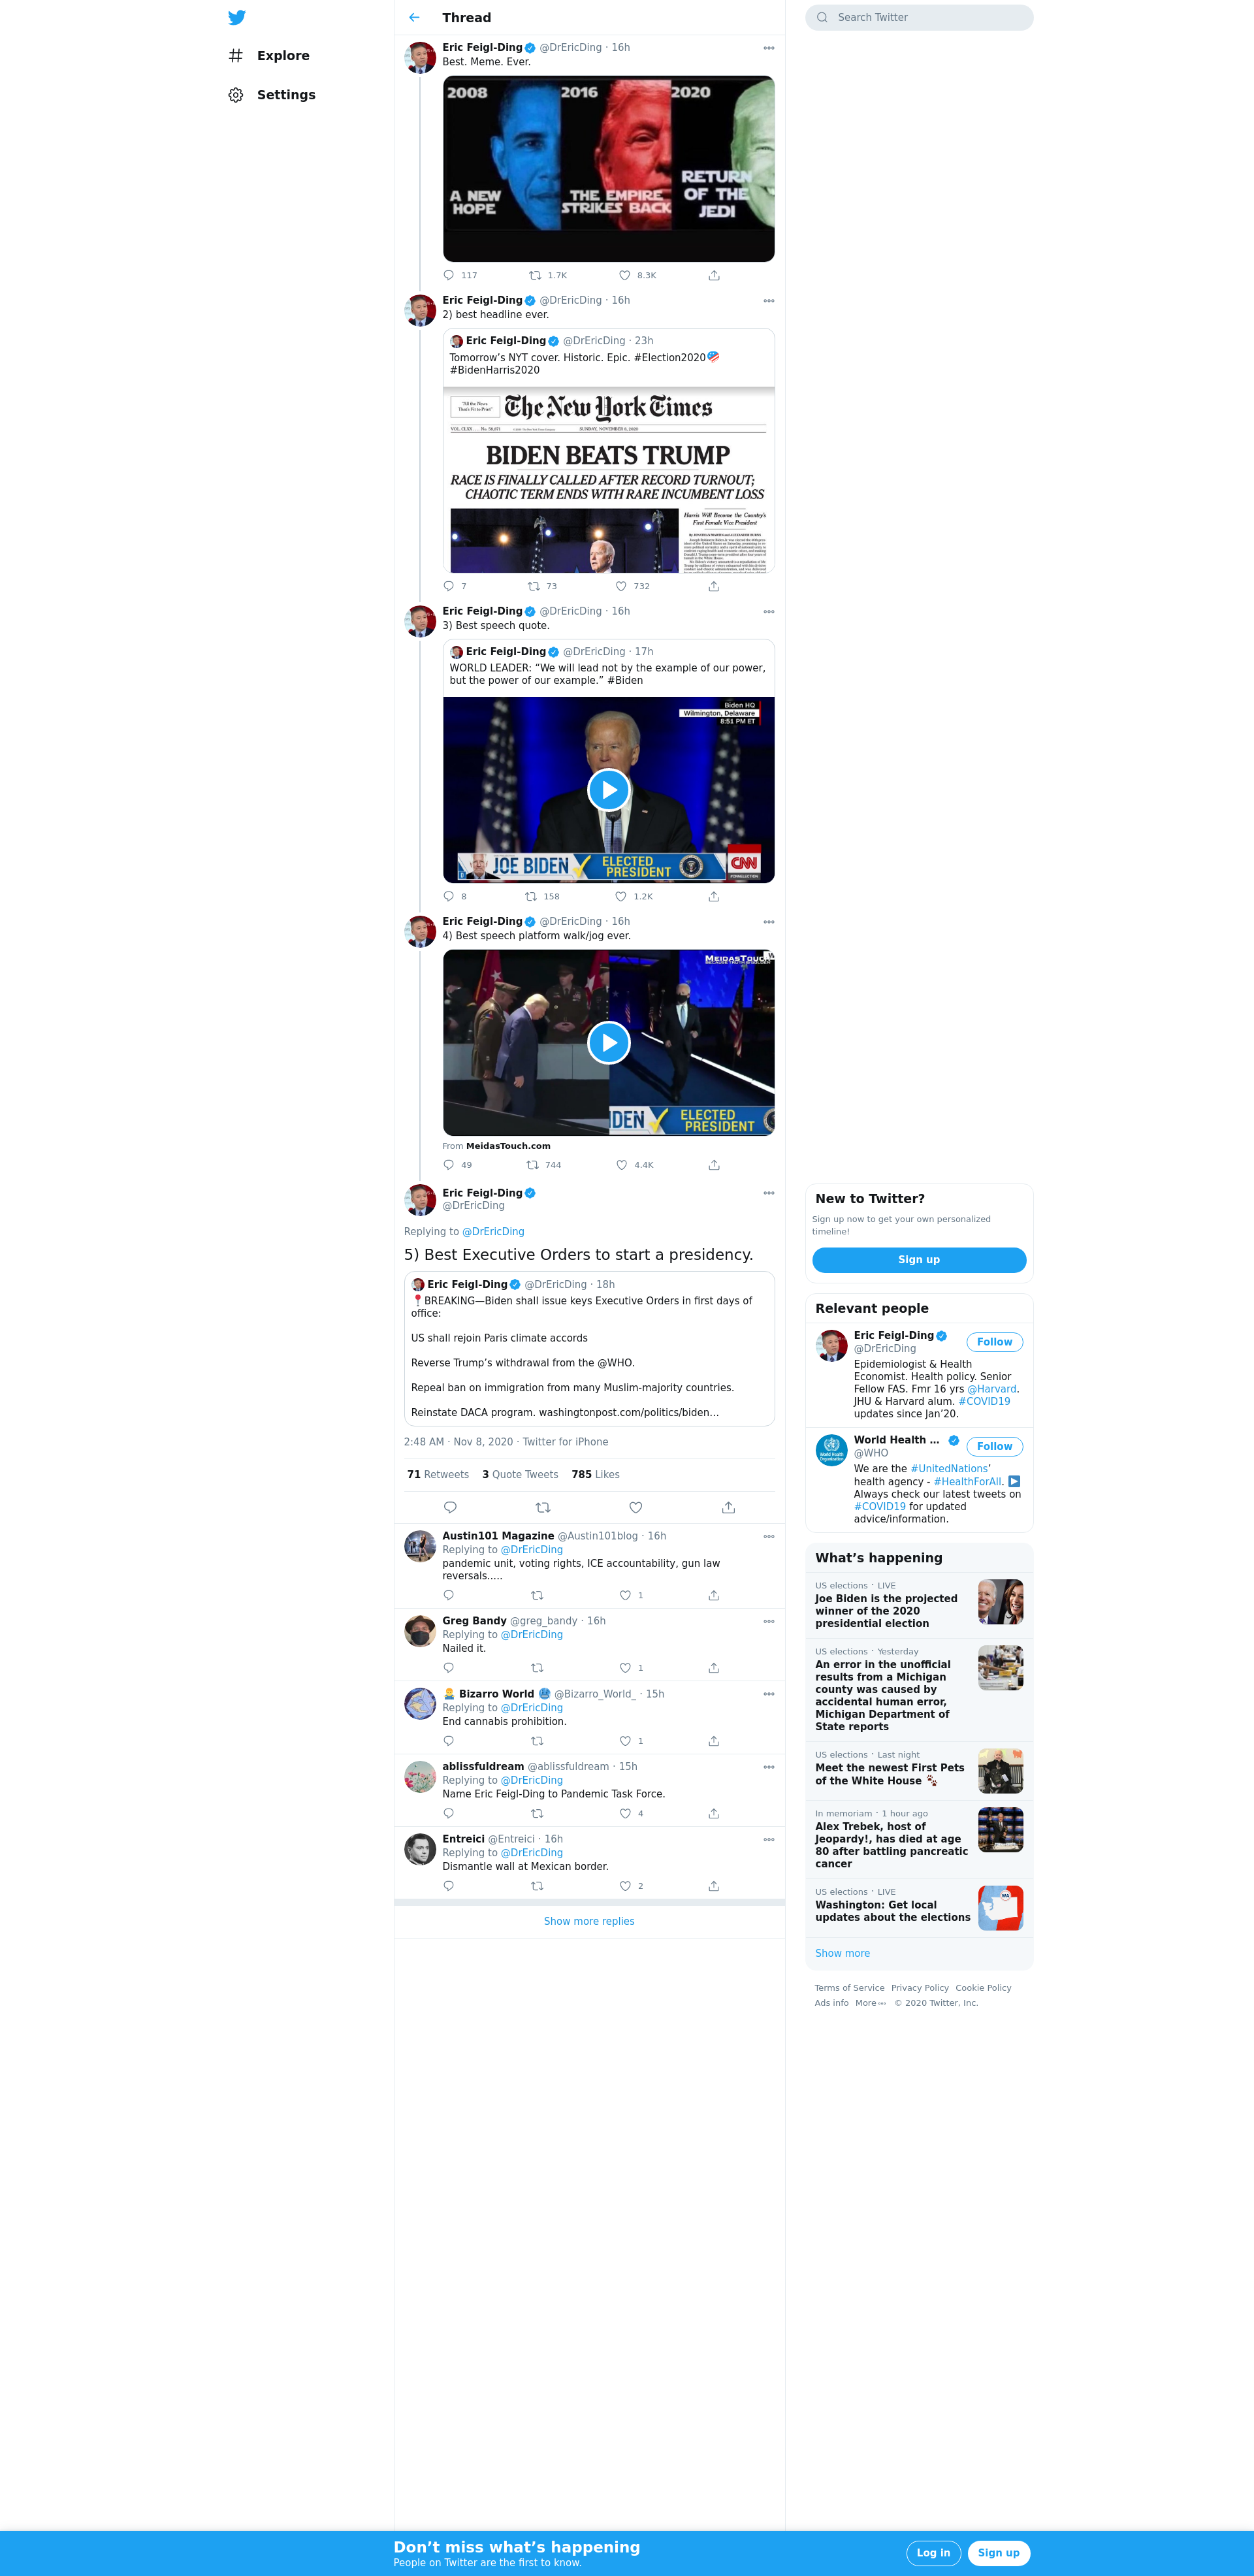 Explore
Settings
Thread
Search Twitter
Eric Feigl-Ding @DrEricDing · 16h
Best. Meme. Ever.
2008
2016
2020
A NEW
HOPE
THE EMPIRE
STRIKES BACK
RETURN
OF THE
JEDI
117 1.7K 8.3K
Eric Feigl-Ding @DrEricDing · 16h
2) best headline ever.
Eric Feigl-Ding @DrEricDing · 23h
Tomorrow’s NYT cover. Historic. Epic. #Election2020
#BidenHarris2020
"All the News
That's Fit to Print"
The New York Times
SUNDAY, NOVEMBER 8, 2020
BIDEN BEATS TRUMP
RACE IS FINALLY CALLED AFTER RECORD TURNOUT;
CHAOTIC TERM ENDS WITH RARE INCUMBENT LOSS
Harris Will Become the Country's
First Female Vice President
By JONATHAN MARTIN and ALEXANDER BURNS
7 73 732
Eric Feigl-Ding @DrEricDing · 16h
3) Best speech quote.
Eric Feigl-Ding @DrEricDing · 17h
WORLD LEADER: “We will lead not by the example of our power,
but the power of our example.” #Biden
Biden HQ
Wilmington, Delaware
8:51 PM ET
JOE BIDEN ELECTED
PRESIDENT
CNN
8 158 1.2K
Eric Feigl-Ding @DrEricDing · 16h
4) Best speech platform walk/jog ever.
MEIDASTOUCH
IDEN ELECTED
PRESIDENT
From MeidasTouch.com
49 744 4.4K
Eric Feigl-Ding
@DrEricDing
Replying to @DrEricDing
5) Best Executive Orders to start a presidency.
Eric Feigl-Ding @DrEricDing · 18h
BREAKING—Biden shall issue keys Executive Orders in first days of
office:
US shall rejoin Paris climate accords
Reverse Trump’s withdrawal from the @WHO.
Repeal ban on immigration from many Muslim-majority countries.
Reinstate DACA program. washingtonpost.com/politics/biden…
2:48 AM · Nov 8, 2020 · Twitter for iPhone
71 Retweets 3 Quote Tweets 785 Likes
Austin101 Magazine @Austin101blog · 16h
Replying to @DrEricDing
pandemic unit, voting rights, ICE accountability, gun law
reversals.....
1
Greg Bandy @greg_bandy · 16h
Replying to @DrEricDing
Nailed it.
1
Bizarro World @Bizarro_World_ · 15h
Replying to @DrEricDing
End cannabis prohibition.
1
ablissfuldream @ablissfuldream · 15h
Replying to @DrEricDing
Name Eric Feigl-Ding to Pandemic Task Force.
4
Entreici @Entreici · 16h
Replying to @DrEricDing
Dismantle wall at Mexican border.
2
Show more replies
New to Twitter?
Sign up now to get your own personalized
timeline!
Sign up
Relevant people
Eric Feigl-Ding
@DrEricDing
Follow
Epidemiologist & Health
Economist. Health policy. Senior
Fellow FAS. Fmr 16 yrs @Harvard.
JHU & Harvard alum. #COVID19
updates since Jan’20.
World Health ...
@WHO
Follow
We are the #UnitedNations’
health agency - #HealthForAll.
Always check our latest tweets on
#COVID19 for updated
advice/information.
What’s happening
US elections · LIVE
Joe Biden is the projected
winner of the 2020
presidential election
US elections · Yesterday
An error in the unofficial
results from a Michigan
county was caused by
accidental human error,
Michigan Department of
State reports
US elections · Last night
Meet the newest First Pets
of the White House
In memoriam · 1 hour ago
Alex Trebek, host of
Jeopardy!, has died at age
80 after battling pancreatic
cancer
US elections · LIVE
Washington: Get local
updates about the elections
WA
Show more
Terms of Service Privacy Policy Cookie Policy
Ads info More © 2020 Twitter, Inc.
Don’t miss what’s happening
People on Twitter are the first to know.
Log in
Sign up